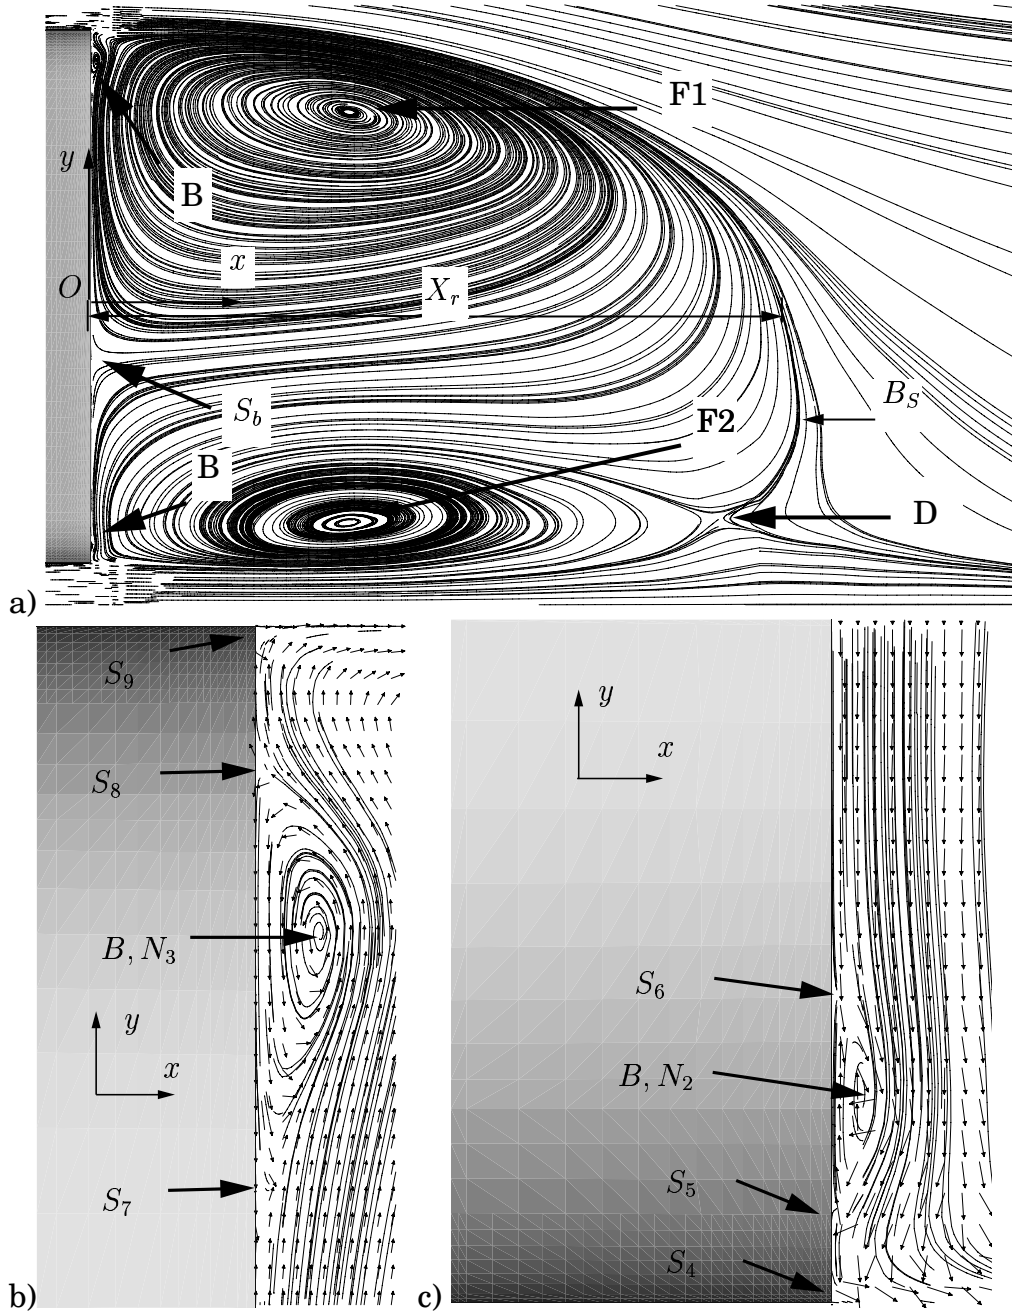 F1
y
B
x
O
X_r
S_b
B_S
F2
B
D
a)
S_9
S_8
B, N_3
y
x
S_7
b)
y
x
S_6
B, N_2
S_5
S_4
c)